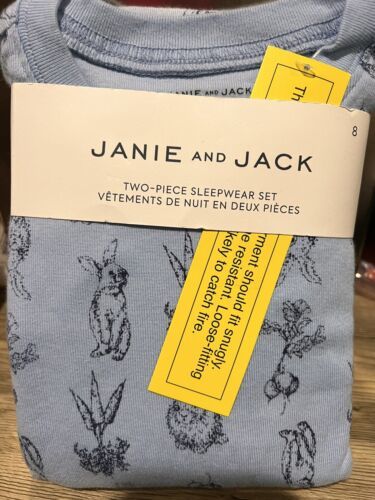 JANIE AND JACK
8
JANIE AND JACK
TWO-PIECE SLEEPWEAR SET
VÊTEMENTS DE NUIT EN DEUX PIÈCES
Th
rment should fit snugly.
e resistant. Loose-fitting
kely to catch fire.